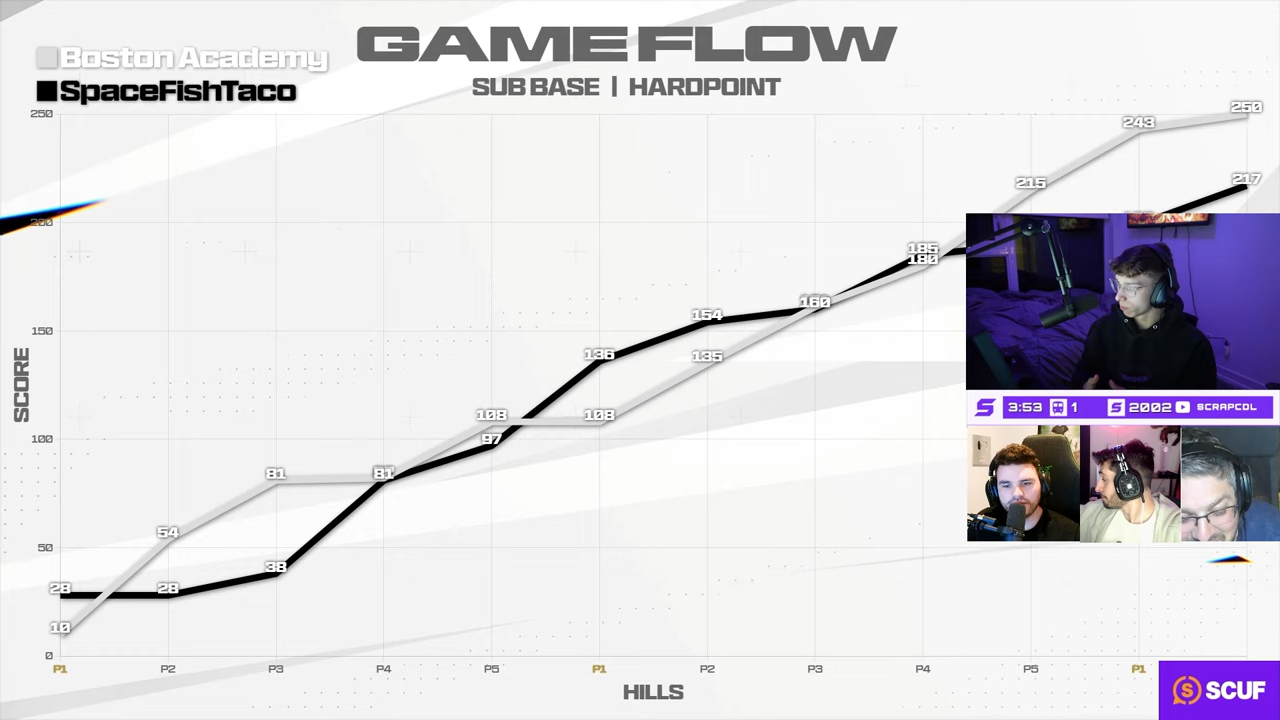 GAME FLOW
SUB BASE | HARDPOINT
Boston Academy
SpaceFishTaco
250
200
150
100
50
0
SCORE
28
10
54
28
81
38
81
108
97
136
108
154
135
160
185
180
215
243
250
217
P1
P2
P3
P4
P5
P1
P2
P3
P4
P5
P1
HILLS
3:53 1 2002 SCRAPCOL
SCUF